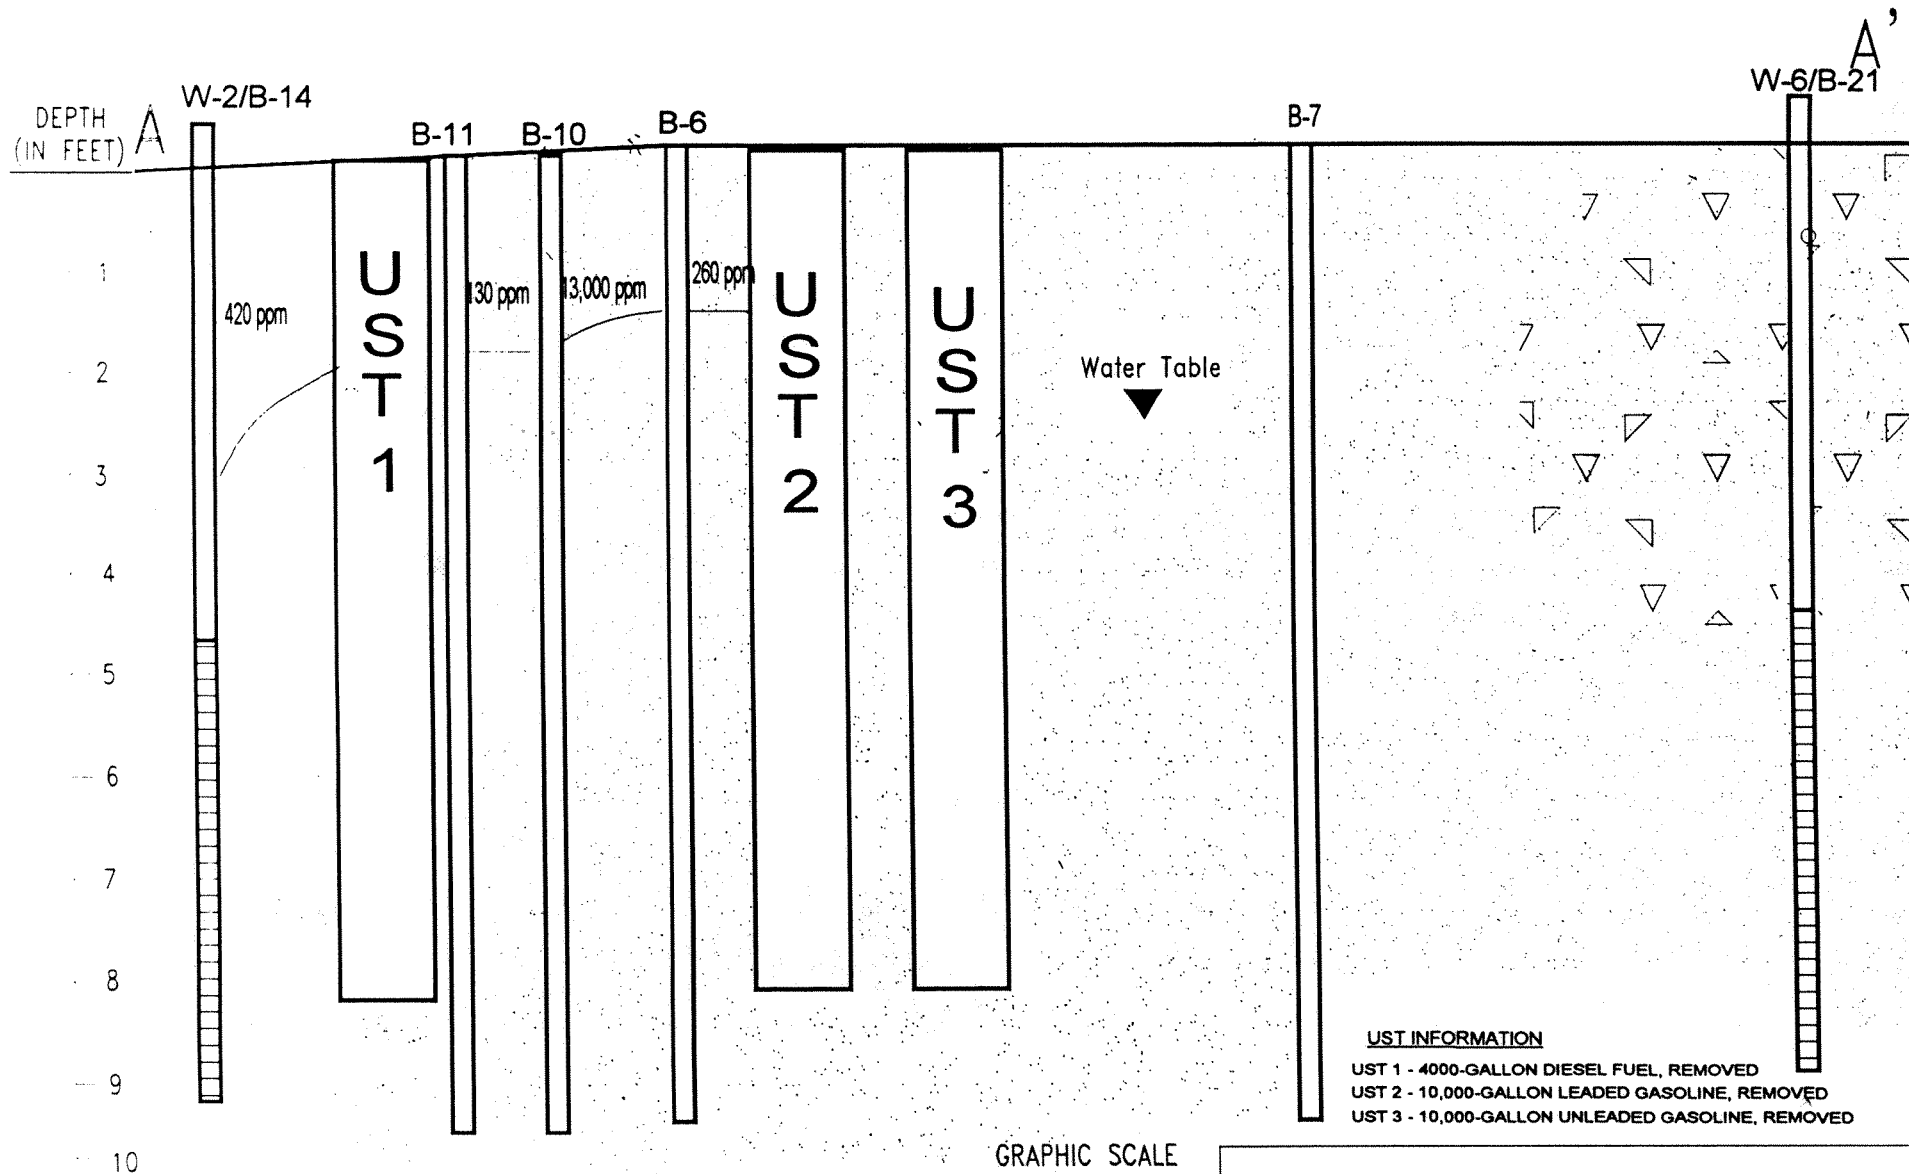 A'
W-2/B-14
W-6/B-21
DEPTH
(IN FEET)
A
B-11
B-10
B-6
B-7
1
2
3
4
5
6
7
8
9
10
420 ppm
130 ppm
13,000 ppm
260 ppm
UST 1
UST 2
UST 3
Water Table
UST INFORMATION
UST 1 - 4000-GALLON DIESEL FUEL, REMOVED
UST 2 - 10,000-GALLON LEADED GASOLINE, REMOVED
UST 3 - 10,000-GALLON UNLEADED GASOLINE, REMOVED
GRAPHIC SCALE